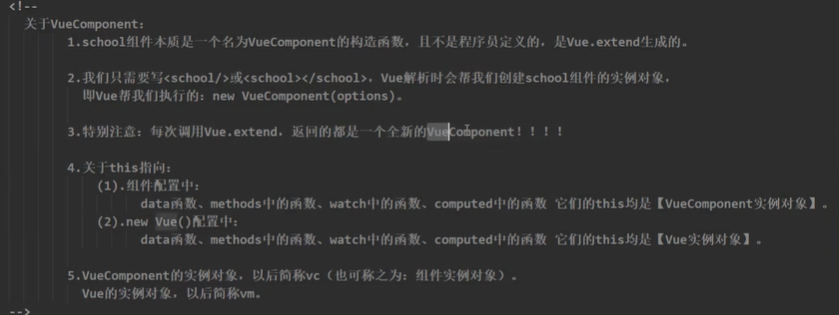 <!--
关于VueComponent：
1.school组件本质是一个名为VueComponent的构造函数，且不是程序员定义的，是Vue.extend生成的。
2.我们只需要写<school/>或<school></school>，Vue解析时会帮我们创建school组件的实例对象，
即Vue帮我们执行的：new VueComponent(options)。
3.特别注意：每次调用Vue.extend，返回的都是一个全新的VueComponent！！！！
4.关于this指向：
(1).组件配置中：
data函数、methods中的函数、watch中的函数、computed中的函数 它们的this均是【VueComponent实例对象】。
(2).new Vue()配置中：
data函数、methods中的函数、watch中的函数、computed中的函数 它们的this均是【Vue实例对象】。
5.VueComponent的实例对象，以后简称vc（也可称之为：组件实例对象）。
Vue的实例对象，以后简称vm。
-->